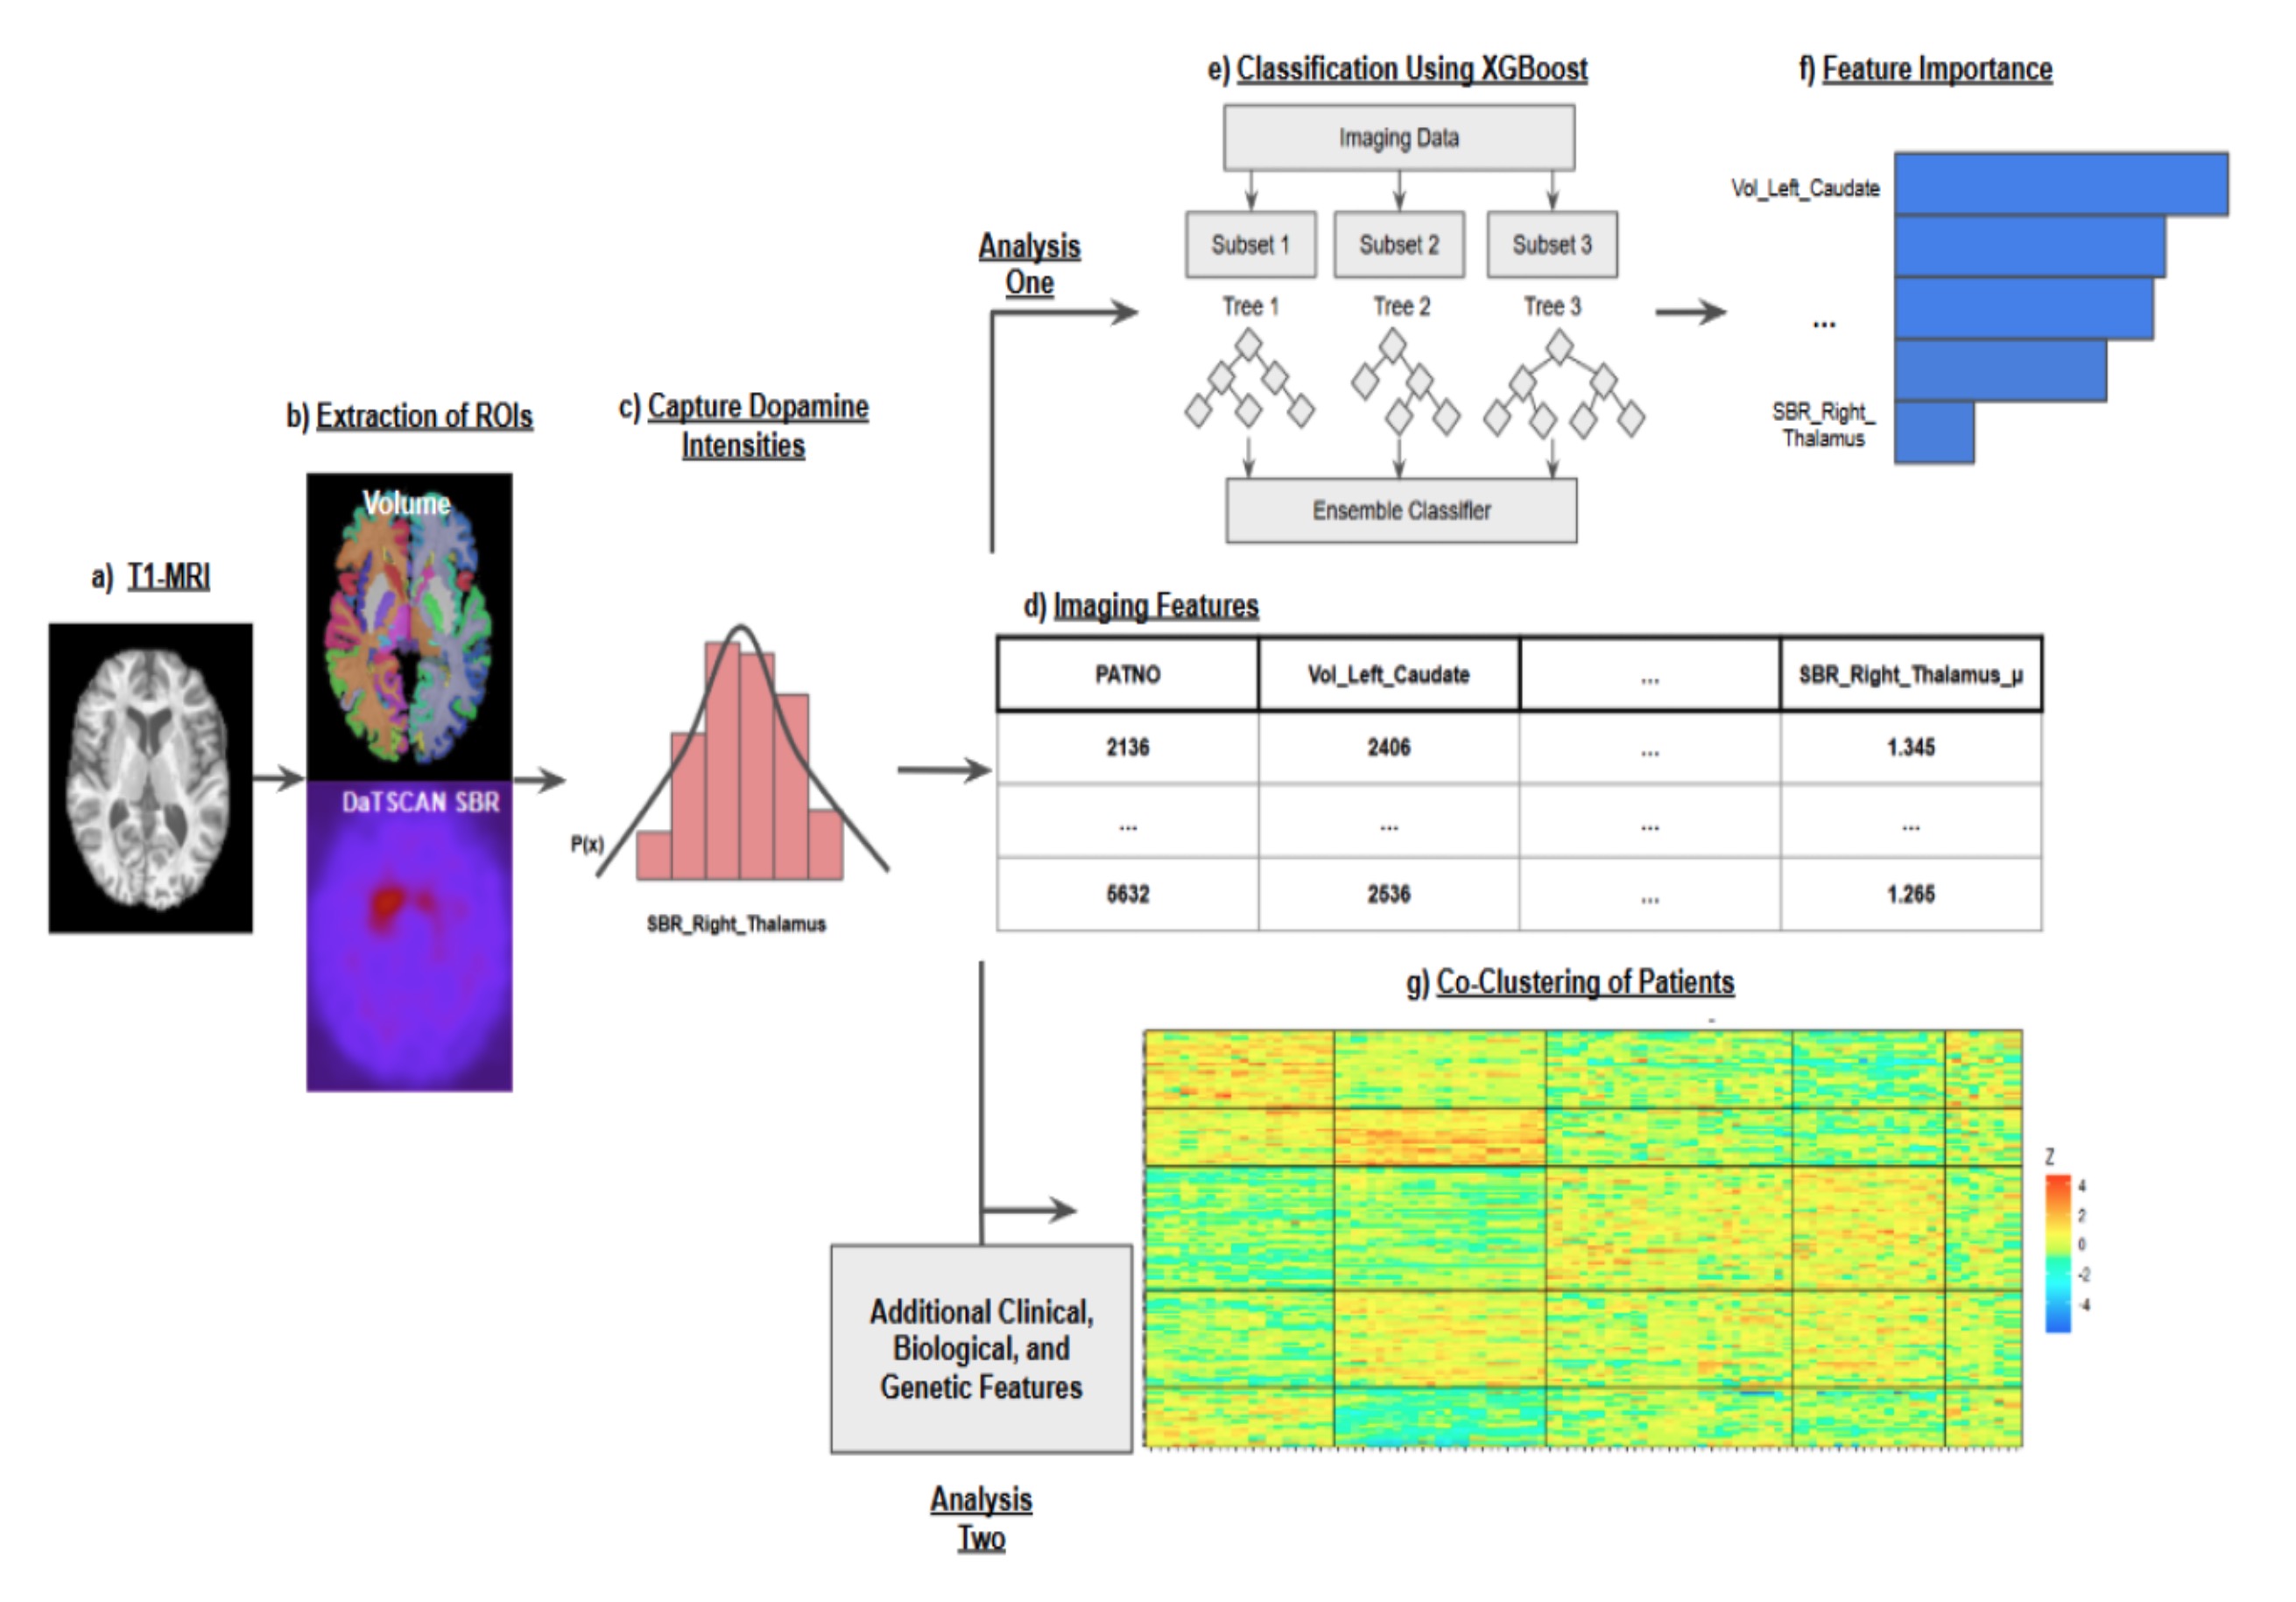 a) T1-MRI
b) Extraction of ROIs
Volume
DaTSCAN SBR
c) Capture Dopamine
Intensities
P(x)
SBR_Right_Thalamus
Analysis
One
e) Classification Using XGBoost
Imaging Data
Subset 1 Subset 2 Subset 3
Tree 1 Tree 2 Tree 3
Ensemble Classifier
f) Feature Importance
Vol_Left_Caudate
...
SBR_Right_
Thalamus
d) Imaging Features
PATNO Vol_Left_Caudate ... SBR_Right_Thalamus_μ
2136 2406 ... 1.345
... ... ... ...
5632 2536 ... 1.265
g) Co-Clustering of Patients
Z
4
2
0
-2
-4
Additional Clinical,
Biological, and
Genetic Features
Analysis
Two